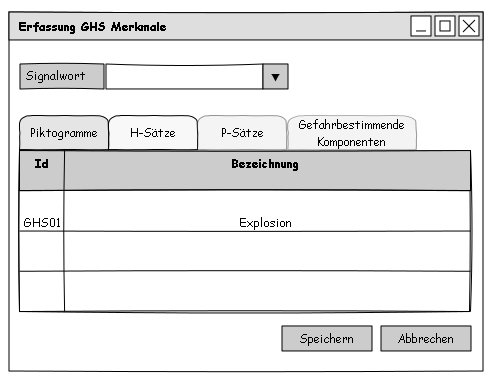 Erfassung GHS Merkmale
Signalwort
Piktogramme
H-Sätze
P-Sätze
Gefahrbestimmende
Komponenten
Id Bezeichnung
GHS01 Explosion
Speichern Abbrechen